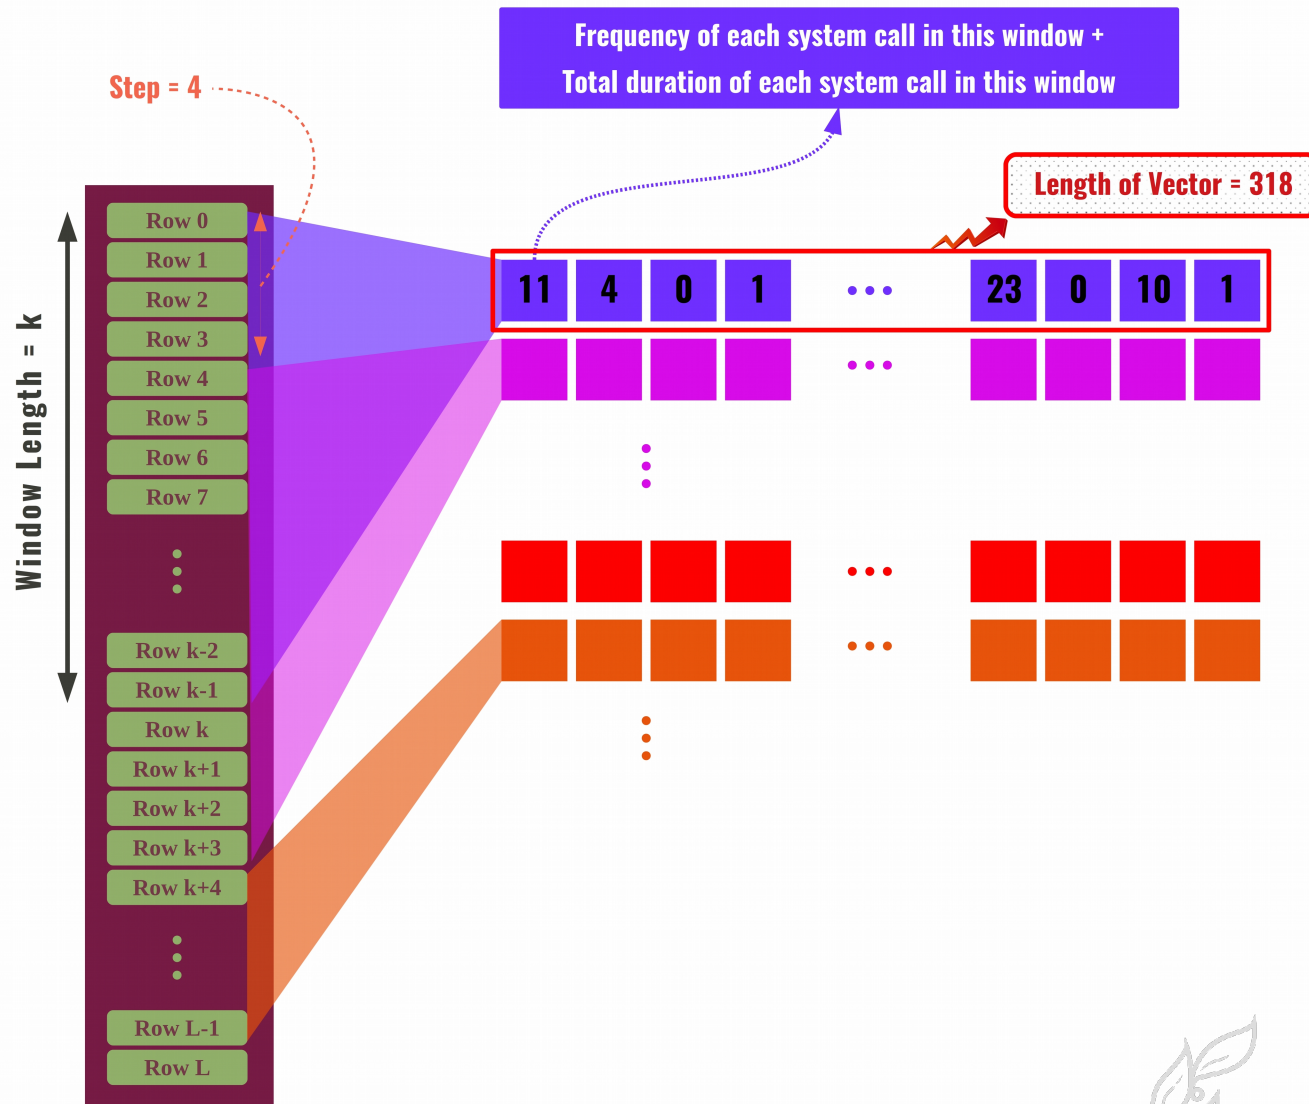 Frequency of each system call in this window +
Total duration of each system call in this window
Step = 4
Length of Vector = 318
Window Length = k
Row 0
Row 1
Row 2
Row 3
Row 4
Row 5
Row 6
Row 7
Row k-2
Row k-1
Row k
Row k+1
Row k+2
Row k+3
Row k+4
Row L-1
Row L
11 4 0 1 ... 23 0 10 1